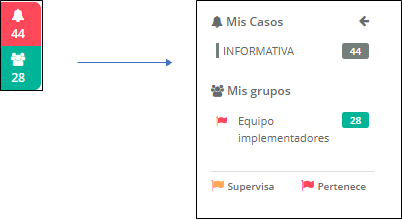 44
28
Mis Casos
INFORMATIVA 44
Mis grupos
Equipo 28
implementadores
Supervisa Pertenece